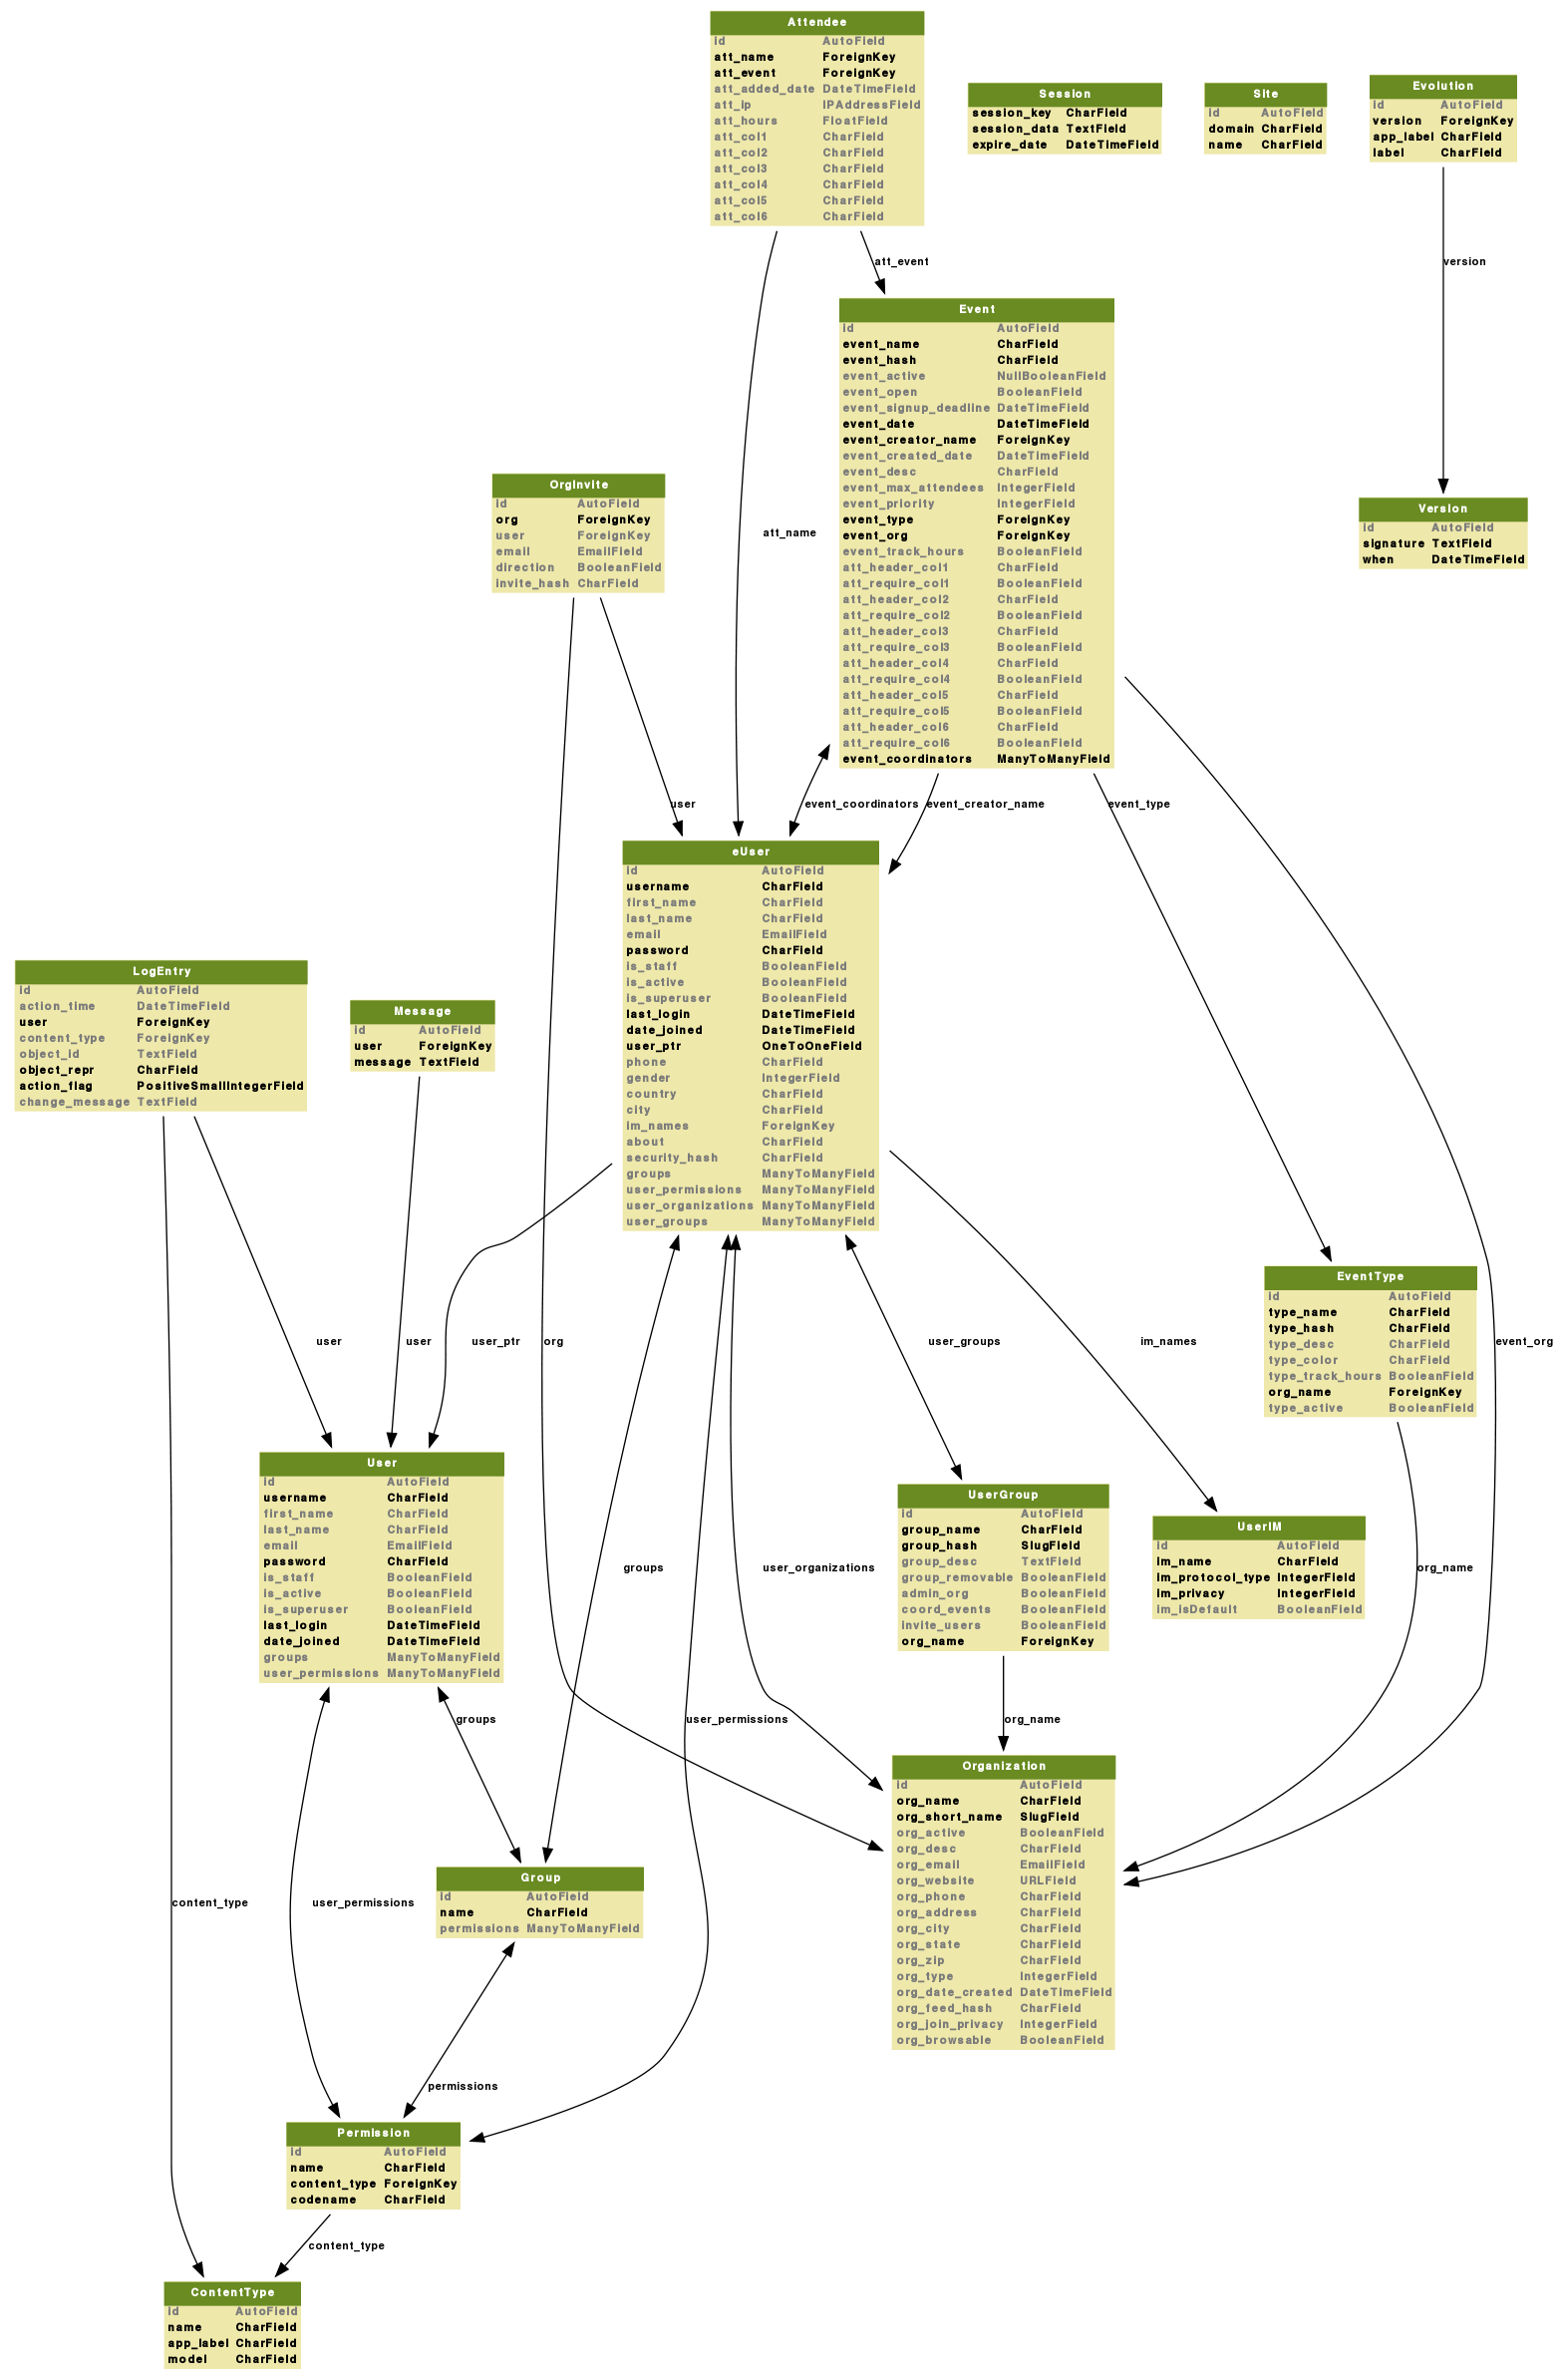 Attendee
id AutoField
att_name ForeignKey
att_event ForeignKey
att_added_date DateTimeField
att_ip IPAddressField
att_hours FloatField
att_col1 CharField
att_col2 CharField
att_col3 CharField
att_col4 CharField
att_col5 CharField
att_col6 CharField
Session
session_key CharField
session_data TextField
expire_date DateTimeField
Site
id AutoField
domain CharField
name CharField
Evolution
id AutoField
version ForeignKey
app_label CharField
label CharField
att_event
version
Event
id AutoField
event_name CharField
event_hash CharField
event_active NullBooleanField
event_open BooleanField
event_signup_deadline DateTimeField
event_date DateTimeField
event_creator_name ForeignKey
event_created_date DateTimeField
event_desc CharField
event_max_attendees IntegerField
event_priority IntegerField
event_type ForeignKey
event_org ForeignKey
event_track_hours BooleanField
att_header_col1 CharField
att_require_col1 BooleanField
att_header_col2 CharField
att_require_col2 BooleanField
att_header_col3 CharField
att_require_col3 BooleanField
att_header_col4 CharField
att_require_col4 BooleanField
att_header_col5 CharField
att_require_col5 BooleanField
att_header_col6 CharField
att_require_col6 BooleanField
event_coordinators ManyToManyField
OrgInvite
id AutoField
org ForeignKey
user ForeignKey
email EmailField
direction BooleanField
invite_hash CharField
att_name
Version
id AutoField
signature TextField
when DateTimeField
user
event_coordinators
event_creator_name
event_type
eUser
id AutoField
username CharField
first_name CharField
last_name CharField
email EmailField
password CharField
is_staff BooleanField
is_active BooleanField
is_superuser BooleanField
last_login DateTimeField
date_joined DateTimeField
user_ptr OneToOneField
phone CharField
gender IntegerField
country CharField
city CharField
im_names ForeignKey
about CharField
security_hash CharField
groups ManyToManyField
user_permissions ManyToManyField
user_organizations ManyToManyField
user_groups ManyToManyField
LogEntry
id AutoField
action_time DateTimeField
user ForeignKey
content_type ForeignKey
object_id TextField
object_repr CharField
action_flag PositiveSmallIntegerField
change_message TextField
Message
id AutoField
user ForeignKey
message TextField
user
user
user_ptr
org
user_groups
im_names
event_org
EventType
id AutoField
type_name CharField
type_hash CharField
type_desc CharField
type_color CharField
type_track_hours BooleanField
org_name ForeignKey
type_active BooleanField
User
id AutoField
username CharField
first_name CharField
last_name CharField
email EmailField
password CharField
is_staff BooleanField
is_active BooleanField
is_superuser BooleanField
last_login DateTimeField
date_joined DateTimeField
groups ManyToManyField
user_permissions ManyToManyField
groups
user_organizations
UserGroup
id AutoField
group_name CharField
group_hash SlugField
group_desc TextField
group_removable BooleanField
admin_org BooleanField
coord_events BooleanField
invite_users BooleanField
org_name ForeignKey
UserIM
id AutoField
im_name CharField
im_protocol_type IntegerField
im_privacy IntegerField
im_isDefault BooleanField
org_name
groups
user_permissions
org_name
Organization
id AutoField
org_name CharField
org_short_name SlugField
org_active BooleanField
org_desc CharField
org_email EmailField
org_website URLField
org_phone CharField
org_address CharField
org_city CharField
org_state CharField
org_zip CharField
org_type IntegerField
org_date_created DateTimeField
org_feed_hash CharField
org_join_privacy IntegerField
org_browsable BooleanField
Group
id AutoField
name CharField
permissions ManyToManyField
content_type
user_permissions
permissions
Permission
id AutoField
name CharField
content_type ForeignKey
codename CharField
content_type
ContentType
id AutoField
name CharField
app_label CharField
model CharField